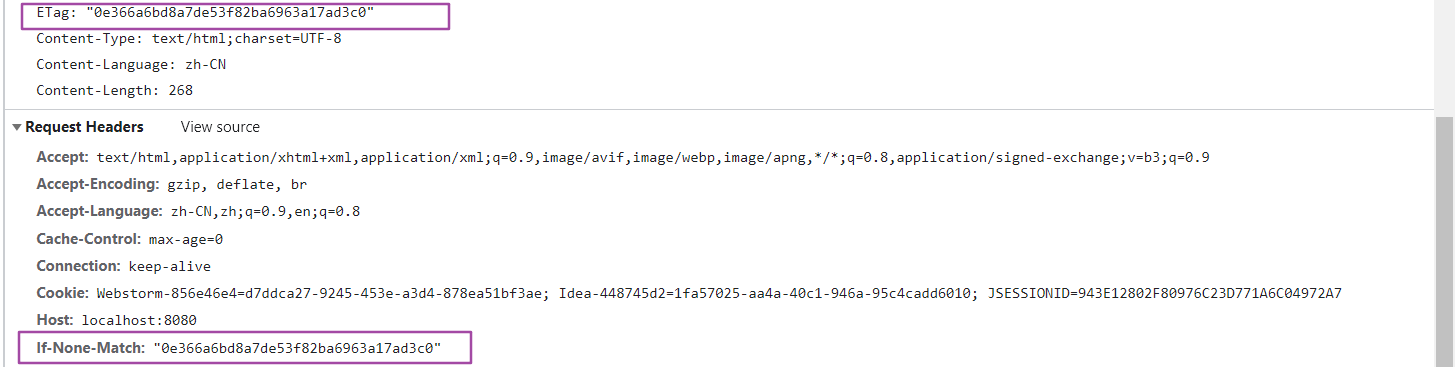 ETag: "0e366a6bd8a7de53f82ba6963a17ad3c0"
Content-Type: text/html;charset=UTF-8
Content-Language: zh-CN
Content-Length: 268
Request Headers View source
Accept: text/html,application/xhtml+xml,application/xml;q=0.9,image/avif,image/webp,image/apng,*/*;q=0.8,application/signed-exchange;v=b3;q=0.9
Accept-Encoding: gzip, deflate, br
Accept-Language: zh-CN,zh;q=0.9,en;q=0.8
Cache-Control: max-age=0
Connection: keep-alive
Cookie: Webstorm-856e46e4=d7ddca27-9245-453e-a3d4-878ea51bf3ae; Idea-448745d2=1fa57025-aa4a-40c1-946a-95c4cadd6010; JSESSIONID=943E12802F80976C23D771A6C04972A7
Host: localhost:8080
If-None-Match: "0e366a6bd8a7de53f82ba6963a17ad3c0"